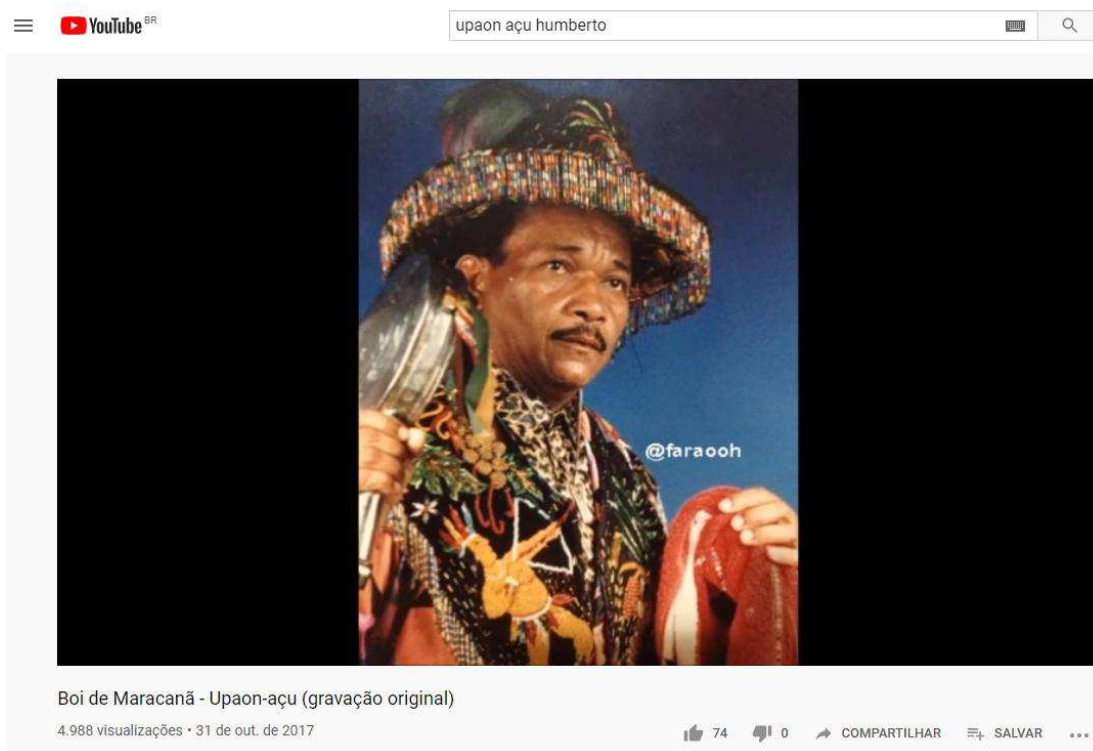 YouTube BR
upaon açu humberto
@faraooh
Boi de Maracanã - Upaon-açu (gravação original)
4.988 visualizações • 31 de out. de 2017
74 0 COMPARTILHAR SALVAR